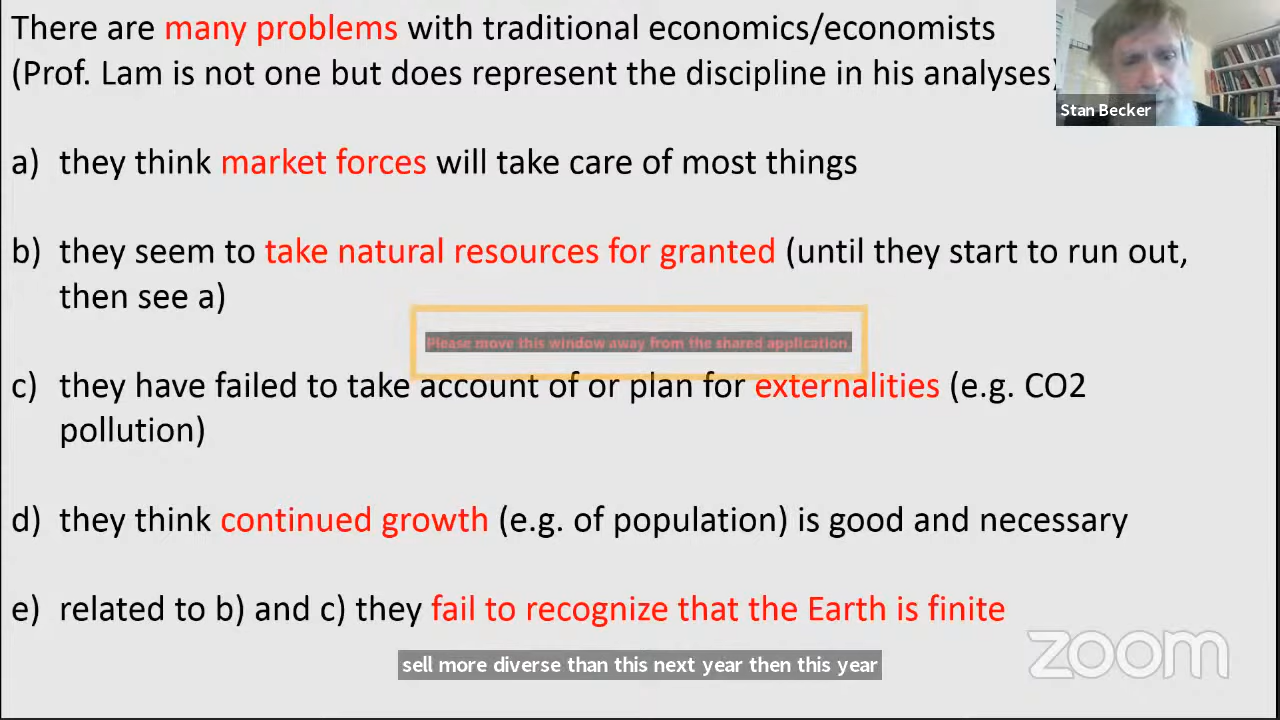 There are many problems with traditional economics/economists
(Prof. Lam is not one but does represent the discipline in his analyses)
Stan Becker
a) they think market forces will take care of most things
b) they seem to take natural resources for granted (until they start to run out,
then see a)
Please move this window away from the shared application
c) they have failed to take account of or plan for externalities (e.g. CO2
pollution)
d) they think continued growth (e.g. of population) is good and necessary
e) related to b) and c) they fail to recognize that the Earth is finite
zoom
sell more diverse than this next year then this year